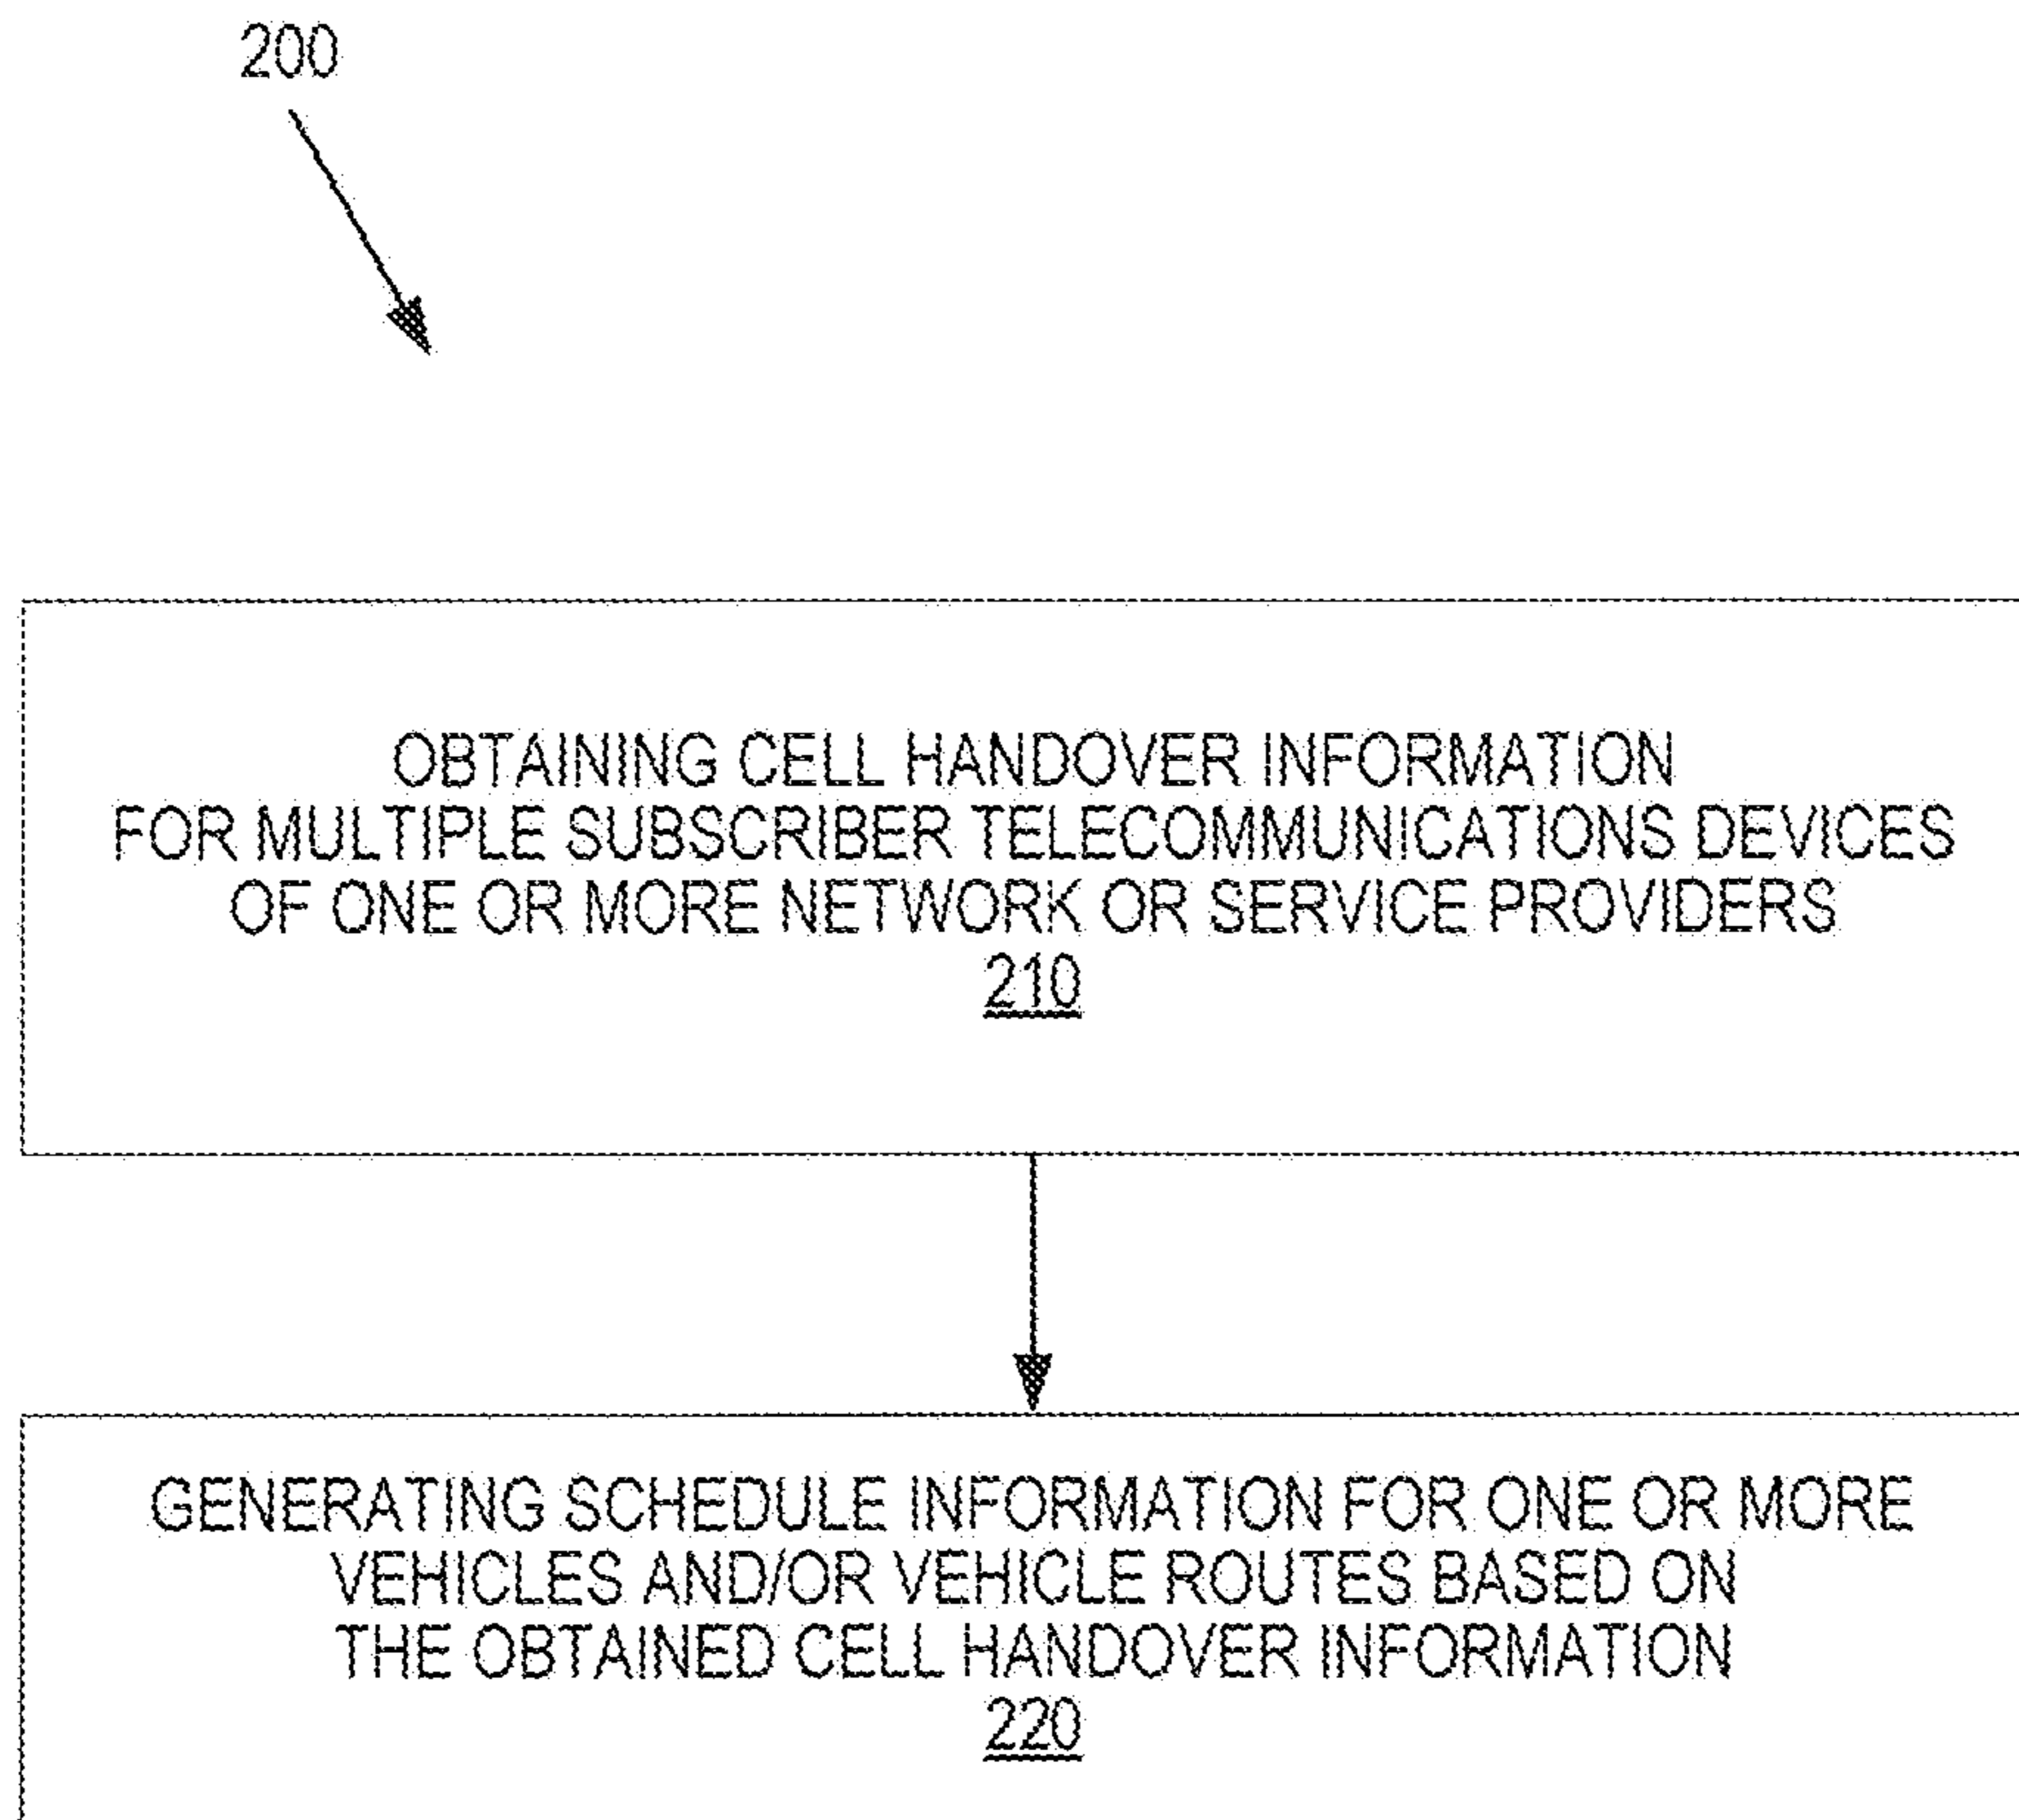 200
OBTAINING CELL HANDOVER INFORMATION
FOR MULTIPLE SUBSCRIBER TELECOMMUNICATIONS DEVICES
OF ONE OR MORE NETWORK OR SERVICE PROVIDERS
210
GENERATING SCHEDULE INFORMATION FOR ONE OR MORE
VEHICLES AND/OR VEHICLE ROUTES BASED ON
THE OBTAINED CELL HANDOVER INFORMATION
220